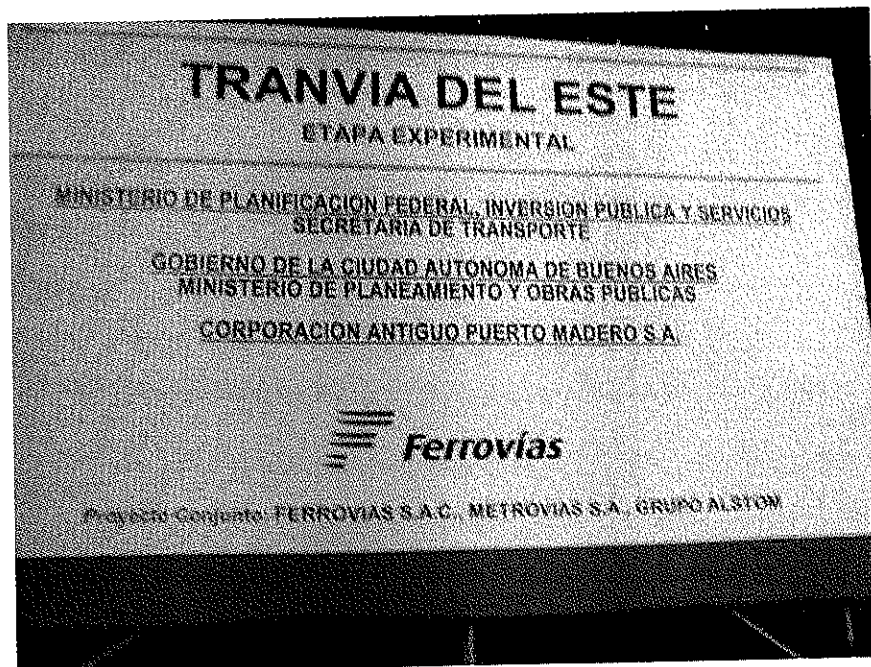 TRANVIA DEL ESTE
ETAPA EXPERIMENTAL
MINISTERIO DE PLANIFICACION FEDERAL, INVERSION PUBLICA Y SERVICIOS
SECRETARIA DE TRANSPORTE
GOBIERNO DE LA CIUDAD AUTONOMA DE BUENOS AIRES
MINISTERIO DE PLANEAMIENTO Y OBRAS PUBLICAS
CORPORACION ANTIGUO PUERTO MADERO S.A.
Ferrovías
Proyecto Conjunto: FERROVIAS S.A.C., METROVIAS S.A., GRUPO ALSTOM